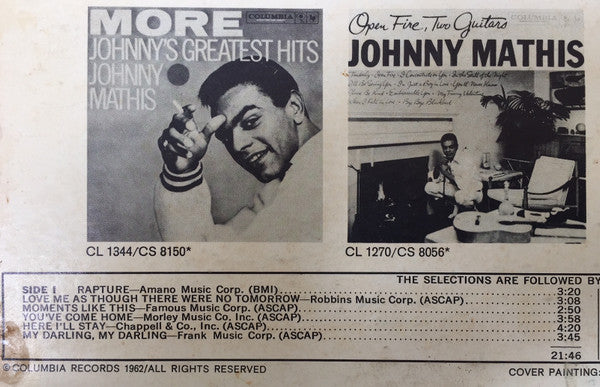 MORE
COLUMBIA
JOHNNY'S GREATEST HITS
JOHNNY
MATHIS
CL 1344/CS 8150*
Open Fire, Two Guitars
COLUMBIA
JOHNNY MATHIS
CL 1270/CS 8056*
THE SELECTIONS ARE FOLLOWED BY
SIDE I RAPTURE—Amano Music Corp. (BMI) 3:20
LOVE ME AS THOUGH THERE WERE NO TOMORROW—Robbins Music Corp. (ASCAP) 3:08
MOMENTS LIKE THIS—Famous Music Corp. (ASCAP) 2:50
YOU'VE COME HOME—Morley Music Co. Inc. (ASCAP) 3:58
HERE I'LL STAY—Chappell & Co., Inc. (ASCAP) 4:20
MY DARLING, MY DARLING—Frank Music Corp. (ASCAP) 3:45
21:46
©COLUMBIA RECORDS 1962/ALL RIGHTS RESERVED
COVER PAINTING: